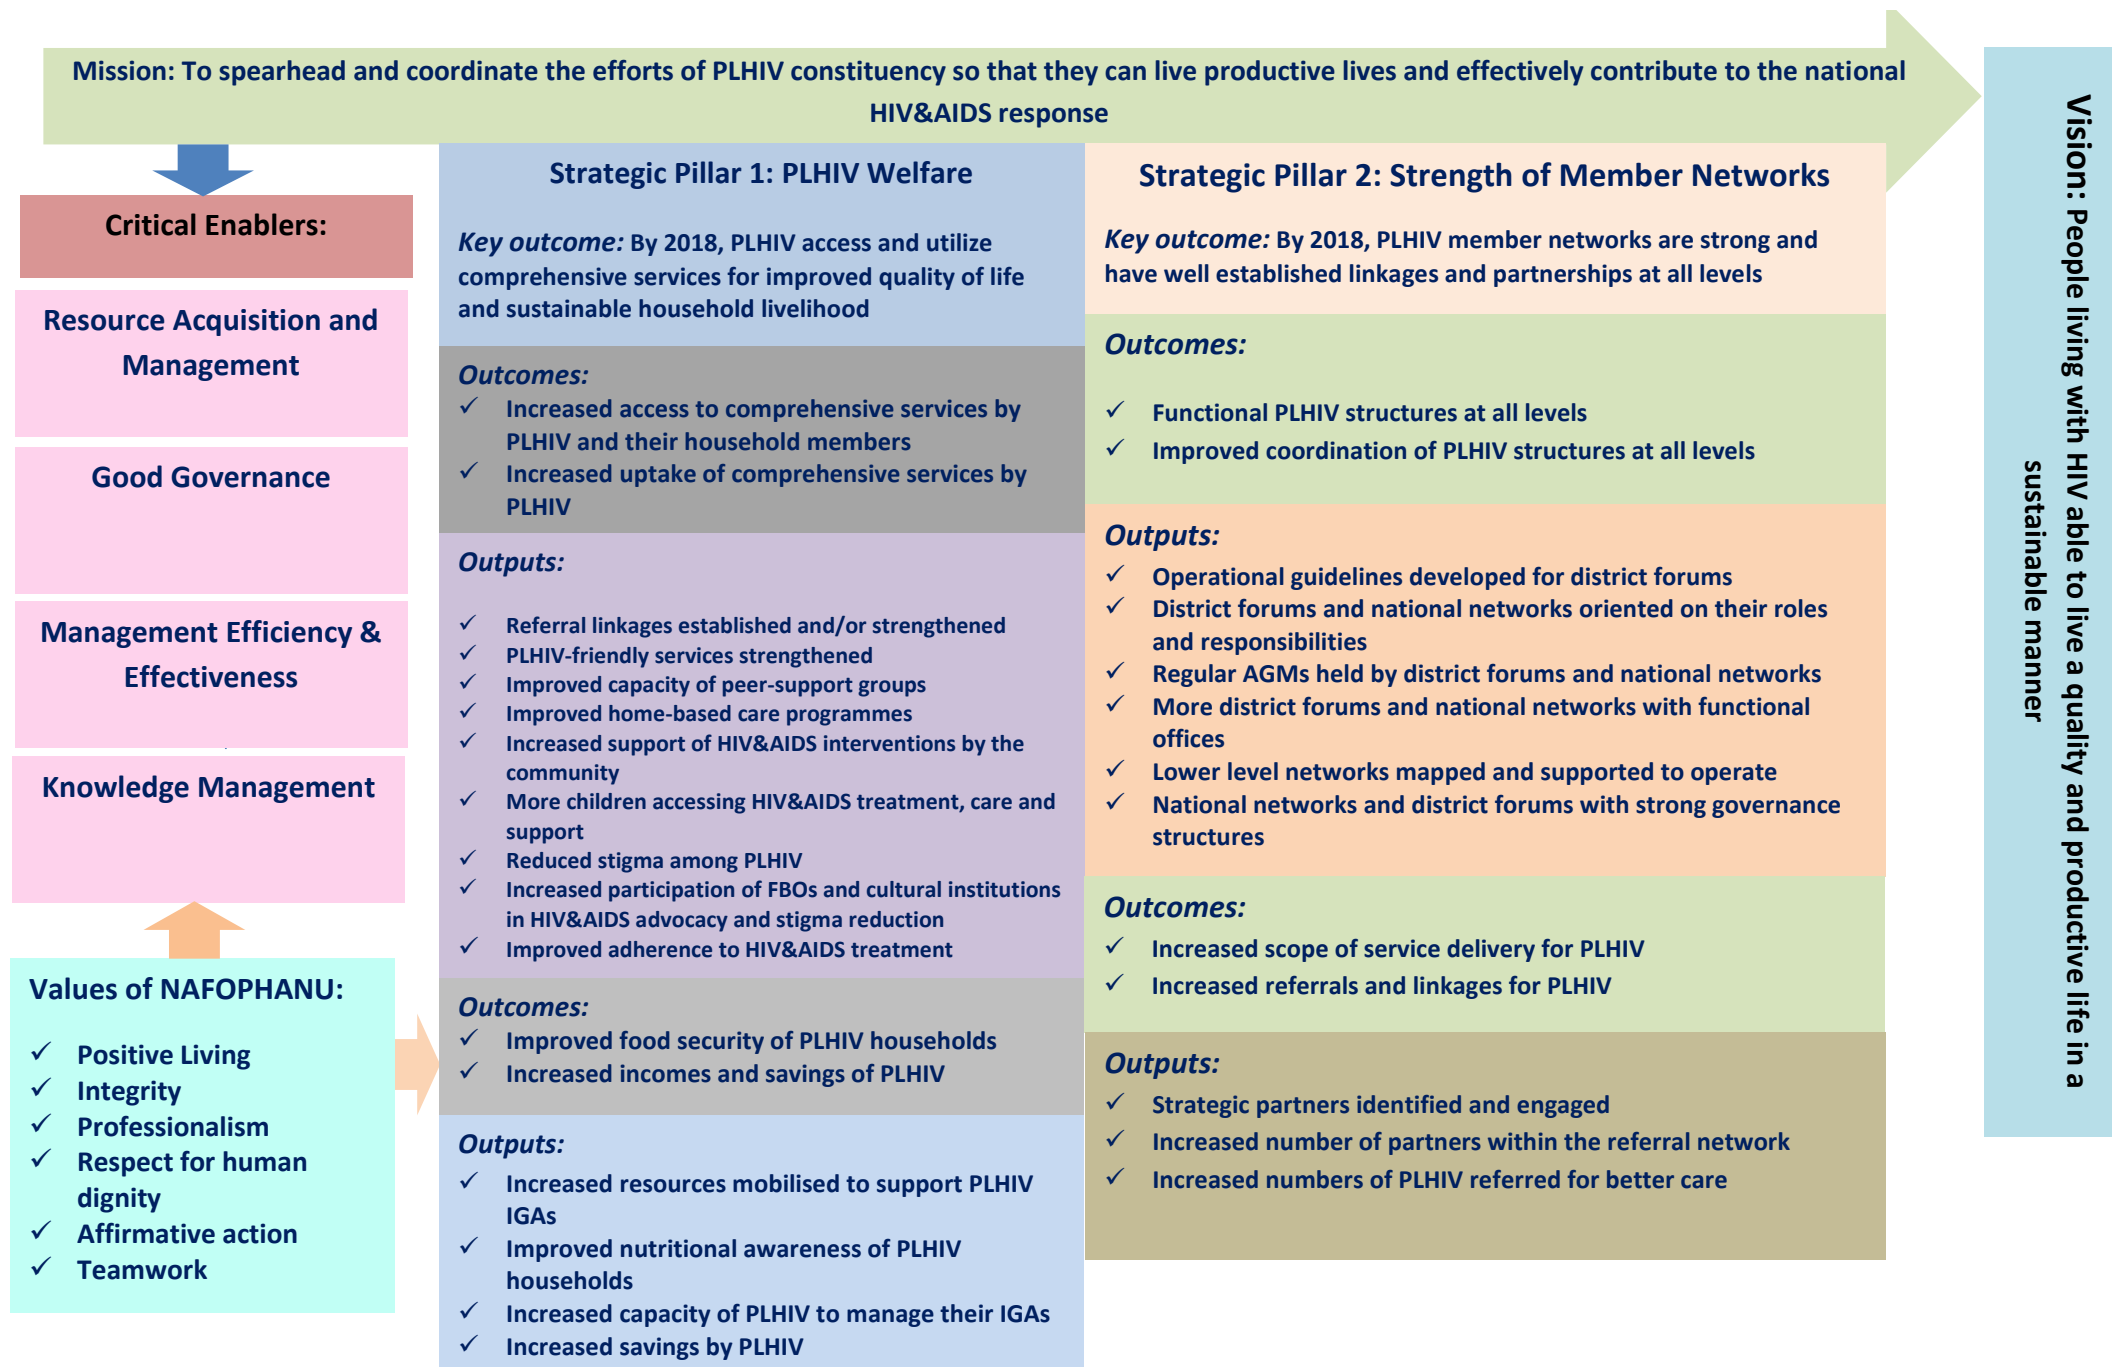 Mission: To spearhead and coordinate the efforts of PLHIV constituency so that they can live productive lives and effectively contribute to the national
HIV&AIDS response
Critical Enablers:
Resource Acquisition and
Management
Good Governance
Management Efficiency &
Effectiveness
Knowledge Management
Values of NAFOPHANU:
✓ Positive Living
✓ Integrity
✓ Professionalism
✓ Respect for human
dignity
✓ Affirmative action
✓ Teamwork
Strategic Pillar 1: PLHIV Welfare
Key outcome: By 2018, PLHIV access and utilize
comprehensive services for improved quality of life
and sustainable household livelihood
Outcomes:
✓ Increased access to comprehensive services by
PLHIV and their household members
✓ Increased uptake of comprehensive services by
PLHIV
Outputs:
✓ Referral linkages established and/or strengthened
✓ PLHIV-friendly services strengthened
✓ Improved capacity of peer-support groups
✓ Improved home-based care programmes
✓ Increased support of HIV&AIDS interventions by the
community
✓ More children accessing HIV&AIDS treatment, care and
support
✓ Reduced stigma among PLHIV
✓ Increased participation of FBOs and cultural institutions
in HIV&AIDS advocacy and stigma reduction
✓ Improved adherence to HIV&AIDS treatment
Outcomes:
✓ Improved food security of PLHIV households
✓ Increased incomes and savings of PLHIV
Outputs:
✓ Increased resources mobilised to support PLHIV
IGAs
✓ Improved nutritional awareness of PLHIV
households
✓ Increased capacity of PLHIV to manage their IGAs
✓ Increased savings by PLHIV
Strategic Pillar 2: Strength of Member Networks
Key outcome: By 2018, PLHIV member networks are strong and
have well established linkages and partnerships at all levels
Outcomes:
✓ Functional PLHIV structures at all levels
✓ Improved coordination of PLHIV structures at all levels
Outputs:
✓ Operational guidelines developed for district forums
✓ District forums and national networks oriented on their roles
and responsibilities
✓ Regular AGMs held by district forums and national networks
✓ More district forums and national networks with functional
offices
✓ Lower level networks mapped and supported to operate
✓ National networks and district forums with strong governance
structures
Outcomes:
✓ Increased scope of service delivery for PLHIV
✓ Increased referrals and linkages for PLHIV
Outputs:
✓ Strategic partners identified and engaged
✓ Increased number of partners within the referral network
✓ Increased numbers of PLHIV referred for better care
Vision: People living with HIV able to live a quality and productive life in a
sustainable manner